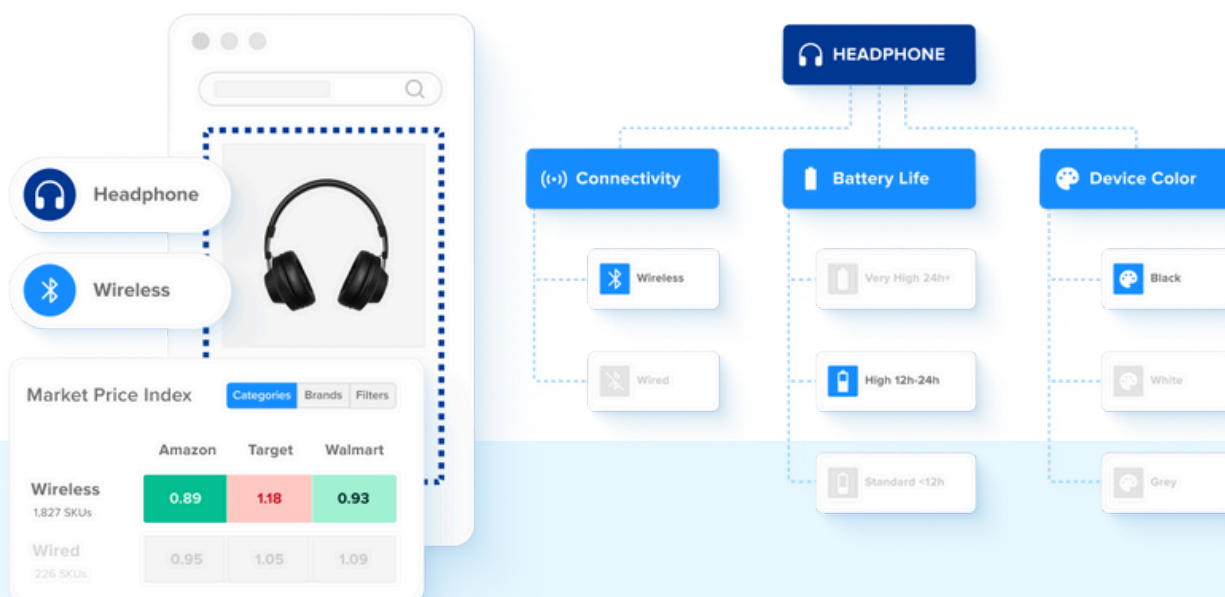 Headphone
Wireless
Market Price Index
Categories Brands Filters
Amazon Target Walmart
Wireless 0.89 1.18 0.93
1,827 SKUs
Wired 0.95 1.05 1.09
226 SKUs
HEADPHONE
Connectivity
Wireless
Wired
Battery Life
Very High 24h+
High 12h-24h
Standard <12h
Device Color
Black
White
Grey